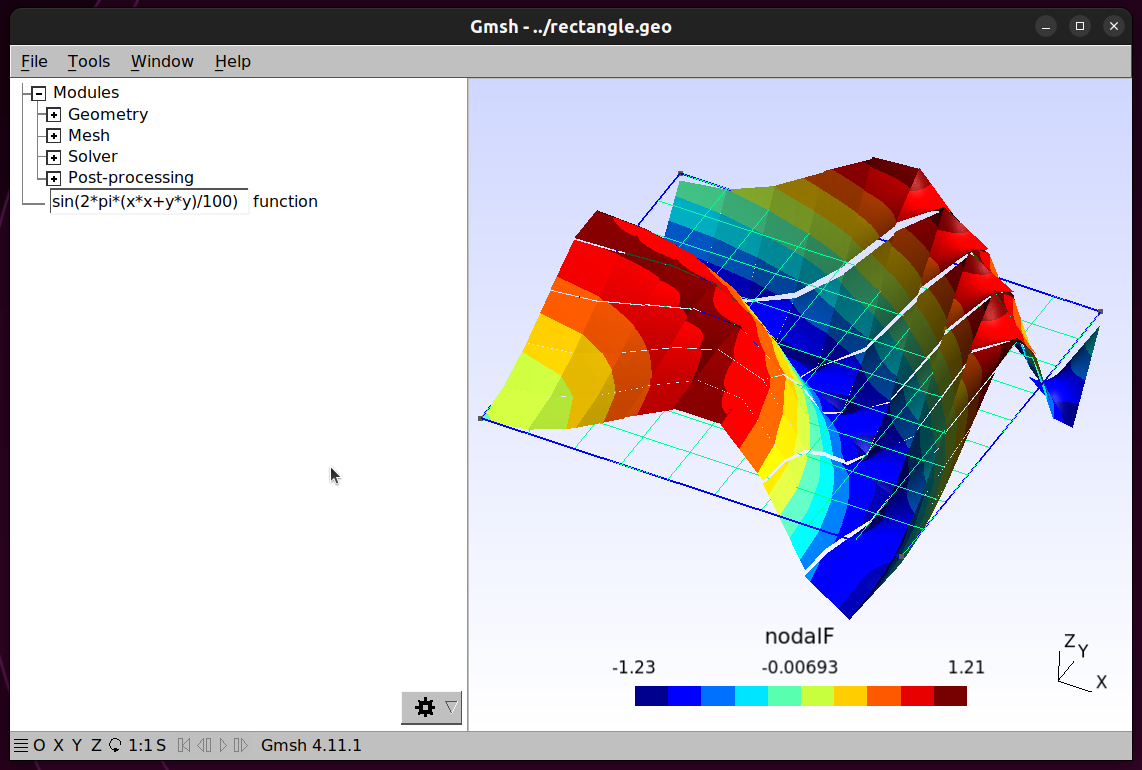 Gmsh - ../rectangle.geo
File Tools Window Help
Modules
Geometry
Mesh
Solver
Post-processing
sin(2*pi*(x*x+y*y)/100) function
nodalF
-1.23 -0.00693 1.21
Z
Y
X
O X Y Z 1:1 S Gmsh 4.11.1